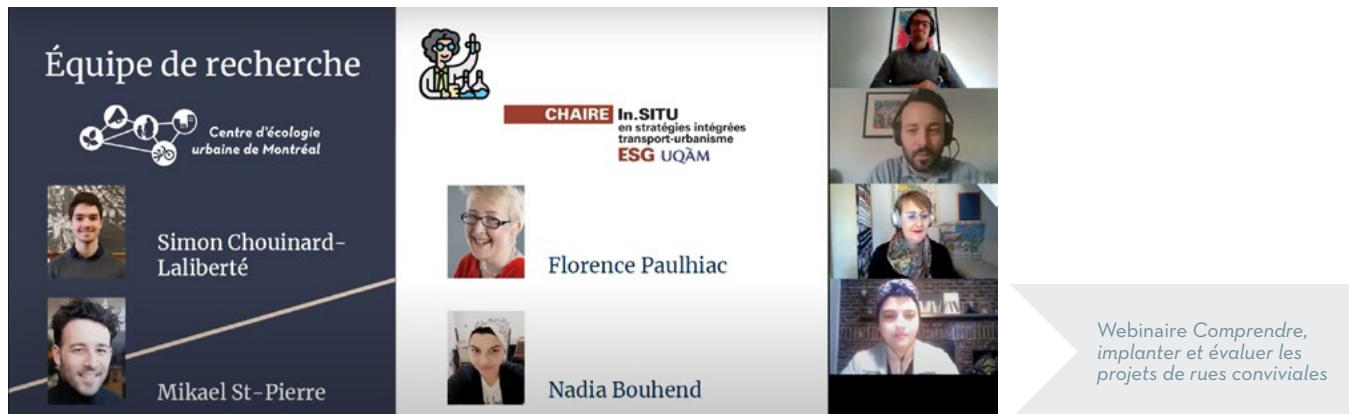 Équipe de recherche
Centre d'écologie
urbaine de Montréal
Simon Chouinard-
Laliberté
Mikael St-Pierre
CHAIRE In.SITU
en stratégies intégrées
transport-urbanisme
ESG UQÀM
Florence Paulhiac
Nadia Bouhend
Webinaire Comprendre,
implanter et évaluer les
projets de rues conviviales